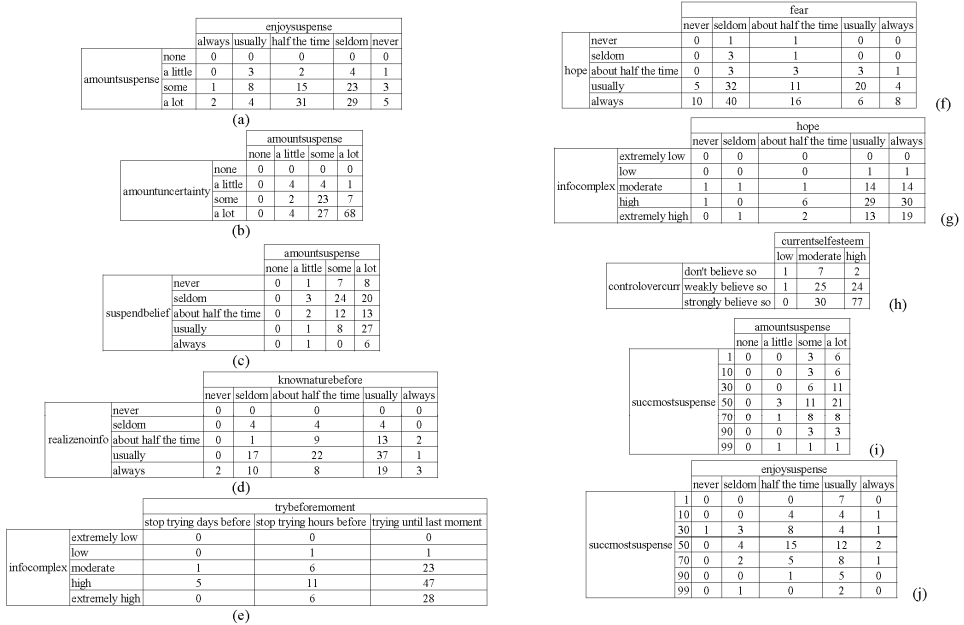 enjoysuspense
always usually half the time seldom never
amountsuspense
none 0 0 0 0 0
a little 0 3 2 4 1
some 1 8 15 23 3
a lot 2 4 31 29 5
(a)
amountsuspense
none a little some a lot
amountuncertainty
none 0 0 0 0
a little 0 4 4 1
some 0 2 23 7
a lot 0 4 27 68
(b)
amountsuspense
none a little some a lot
suspendbelief
never 0 1 7 8
seldom 0 3 24 20
about half the time 0 2 12 13
usually 0 1 8 27
always 0 1 0 6
(c)
knownaturebefore
never seldom about half the time usually always
realizenoinfo
never 0 0 0 0 0
seldom 0 4 4 4 0
about half the time 0 1 9 13 2
usually 0 17 22 37 1
always 2 10 8 19 3
(d)
trybeforemoment
stop trying days before stop trying hours before trying until last moment
infocomplex
extremely low 0 0 0
low 0 1 1
moderate 1 6 23
high 5 11 47
extremely high 0 6 28
(e)
fear
never seldom about half the time usually always
hope
never 0 1 1 0 0
seldom 0 3 1 0 0
about half the time 0 3 3 3 1
usually 5 32 11 20 4
always 10 40 16 6 8
(f)
hope
never seldom about half the time usually always
infocomplex
extremely low 0 0 0 0 0
low 0 0 0 1 1
moderate 1 1 1 14 14
high 1 0 6 29 30
extremely high 0 1 2 13 19
(g)
currentselfesteem
low moderate high
controlovercurr
don't believe so 1 7 2
weakly believe so 1 25 24
strongly believe so 0 30 77
(h)
amountsuspense
none a little some a lot
succmostsuspense
1 0 0 3 6
10 0 0 3 6
30 0 0 6 11
50 0 3 11 21
70 0 1 8 8
90 0 0 3 3
99 0 1 1 1
(i)
enjoysuspense
never seldom half the time usually always
succmostsuspense
1 0 0 0 7 0
10 0 0 4 4 1
30 1 3 8 4 1
50 0 4 15 12 2
70 0 2 5 8 1
90 0 0 1 5 0
99 0 1 0 2 0
(j)